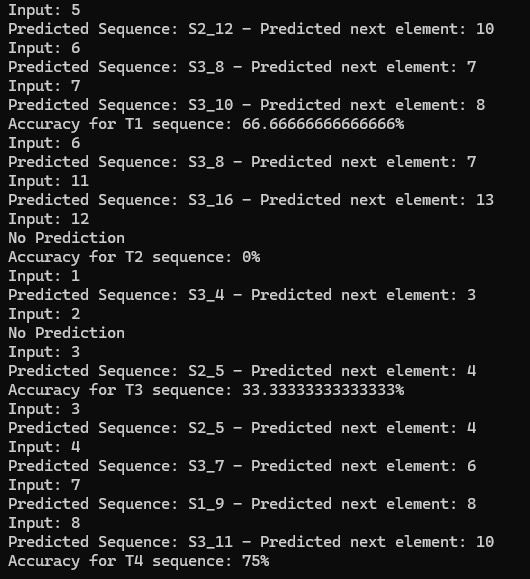 Input: 5
Predicted Sequence: S2_12 - Predicted next element: 10
Input: 6
Predicted Sequence: S3_8 - Predicted next element: 7
Input: 7
Predicted Sequence: S3_10 - Predicted next element: 8
Accuracy for T1 sequence: 66.66666666666666%
Input: 6
Predicted Sequence: S3_8 - Predicted next element: 7
Input: 11
Predicted Sequence: S3_16 - Predicted next element: 13
Input: 12
No Prediction
Accuracy for T2 sequence: 0%
Input: 1
Predicted Sequence: S3_4 - Predicted next element: 3
Input: 2
No Prediction
Input: 3
Predicted Sequence: S2_5 - Predicted next element: 4
Accuracy for T3 sequence: 33.33333333333333%
Input: 3
Predicted Sequence: S2_5 - Predicted next element: 4
Input: 4
Predicted Sequence: S3_7 - Predicted next element: 6
Input: 7
Predicted Sequence: S1_9 - Predicted next element: 8
Input: 8
Predicted Sequence: S3_11 - Predicted next element: 10
Accuracy for T4 sequence: 75%